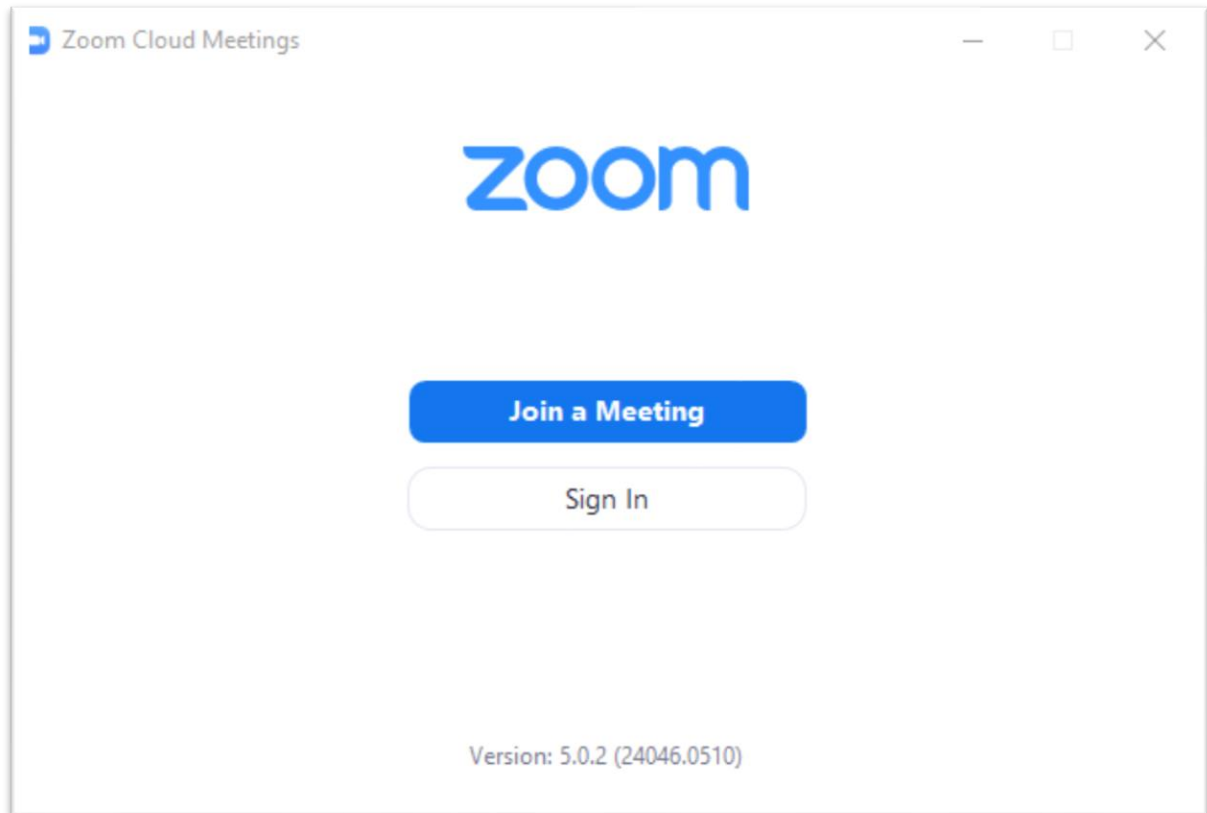 Zoom Cloud Meetings
zoom
Join a Meeting
Sign In
Version: 5.0.2 (24046.0510)